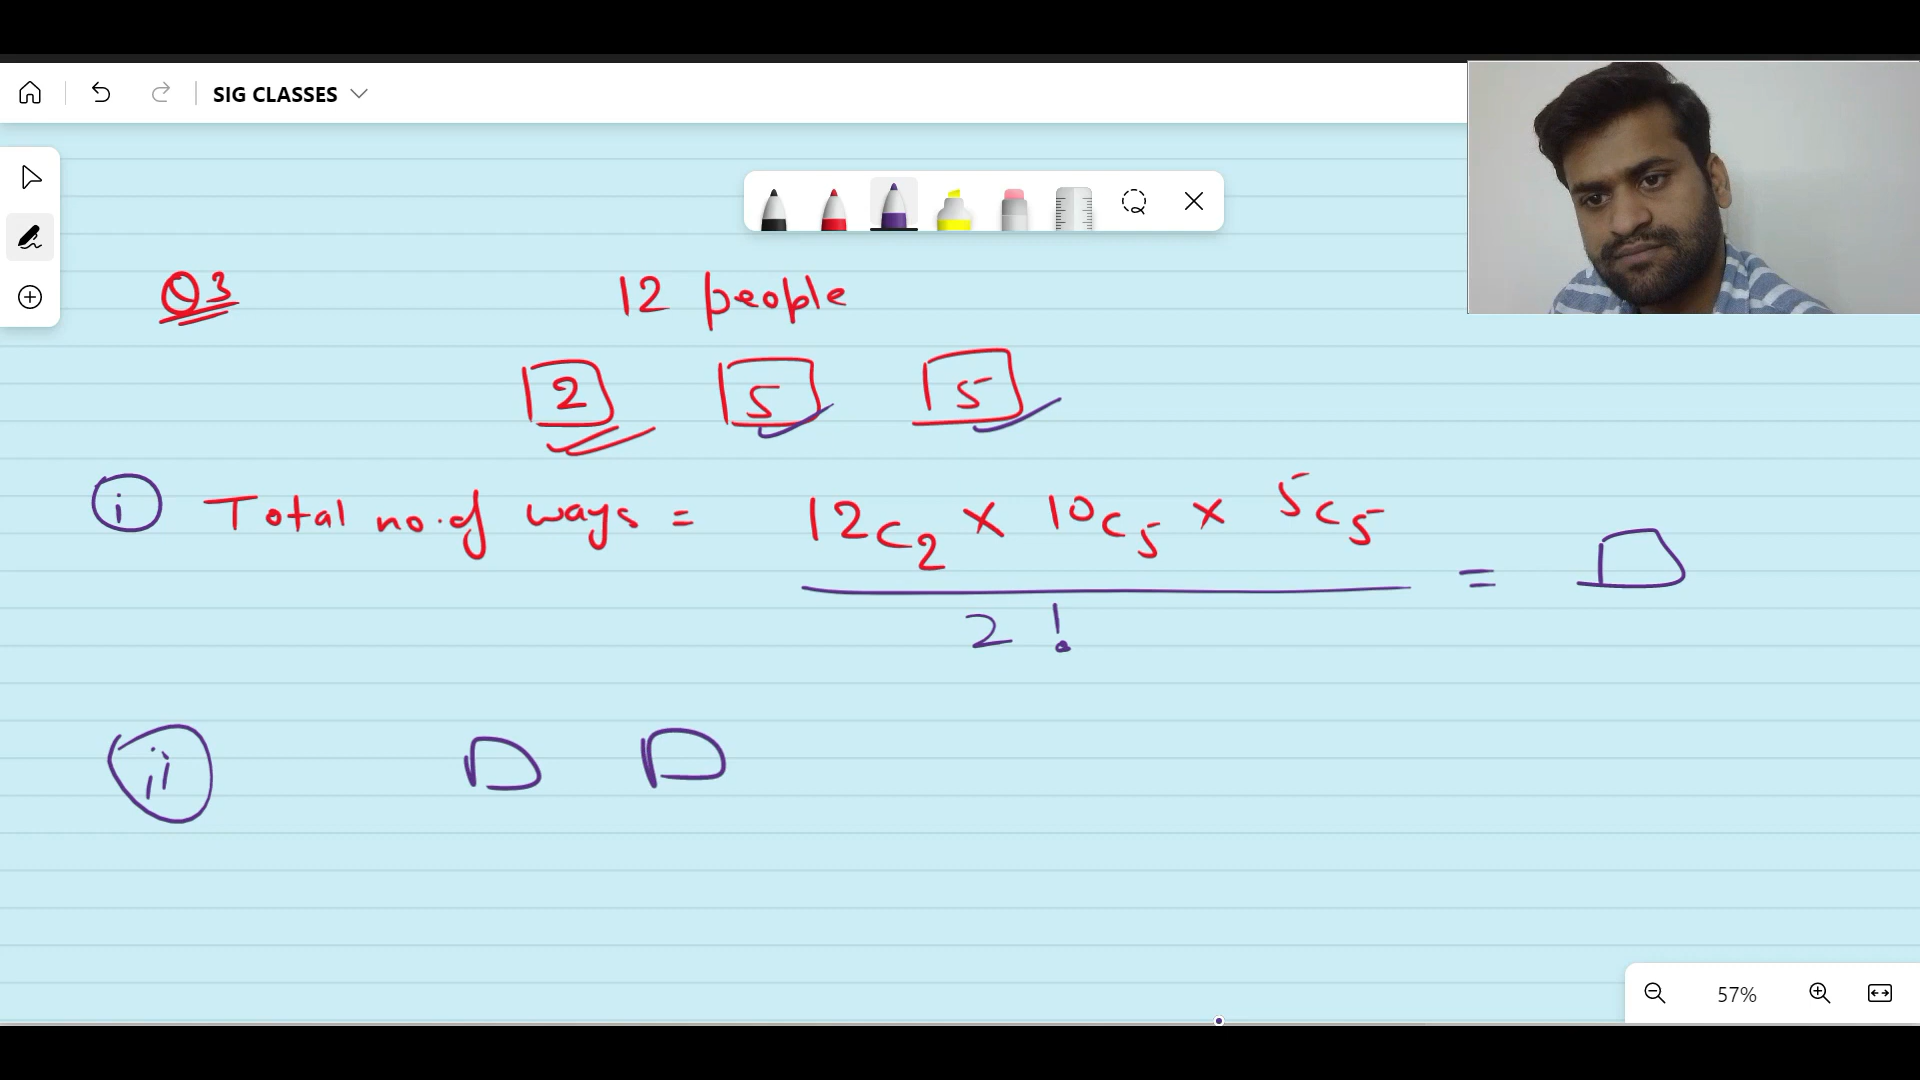 SIG CLASSES
Q3
12 people
2 5 5
i Total no. of ways = 12C2 × 10C5 × 5C5 =
2!
ii
57%